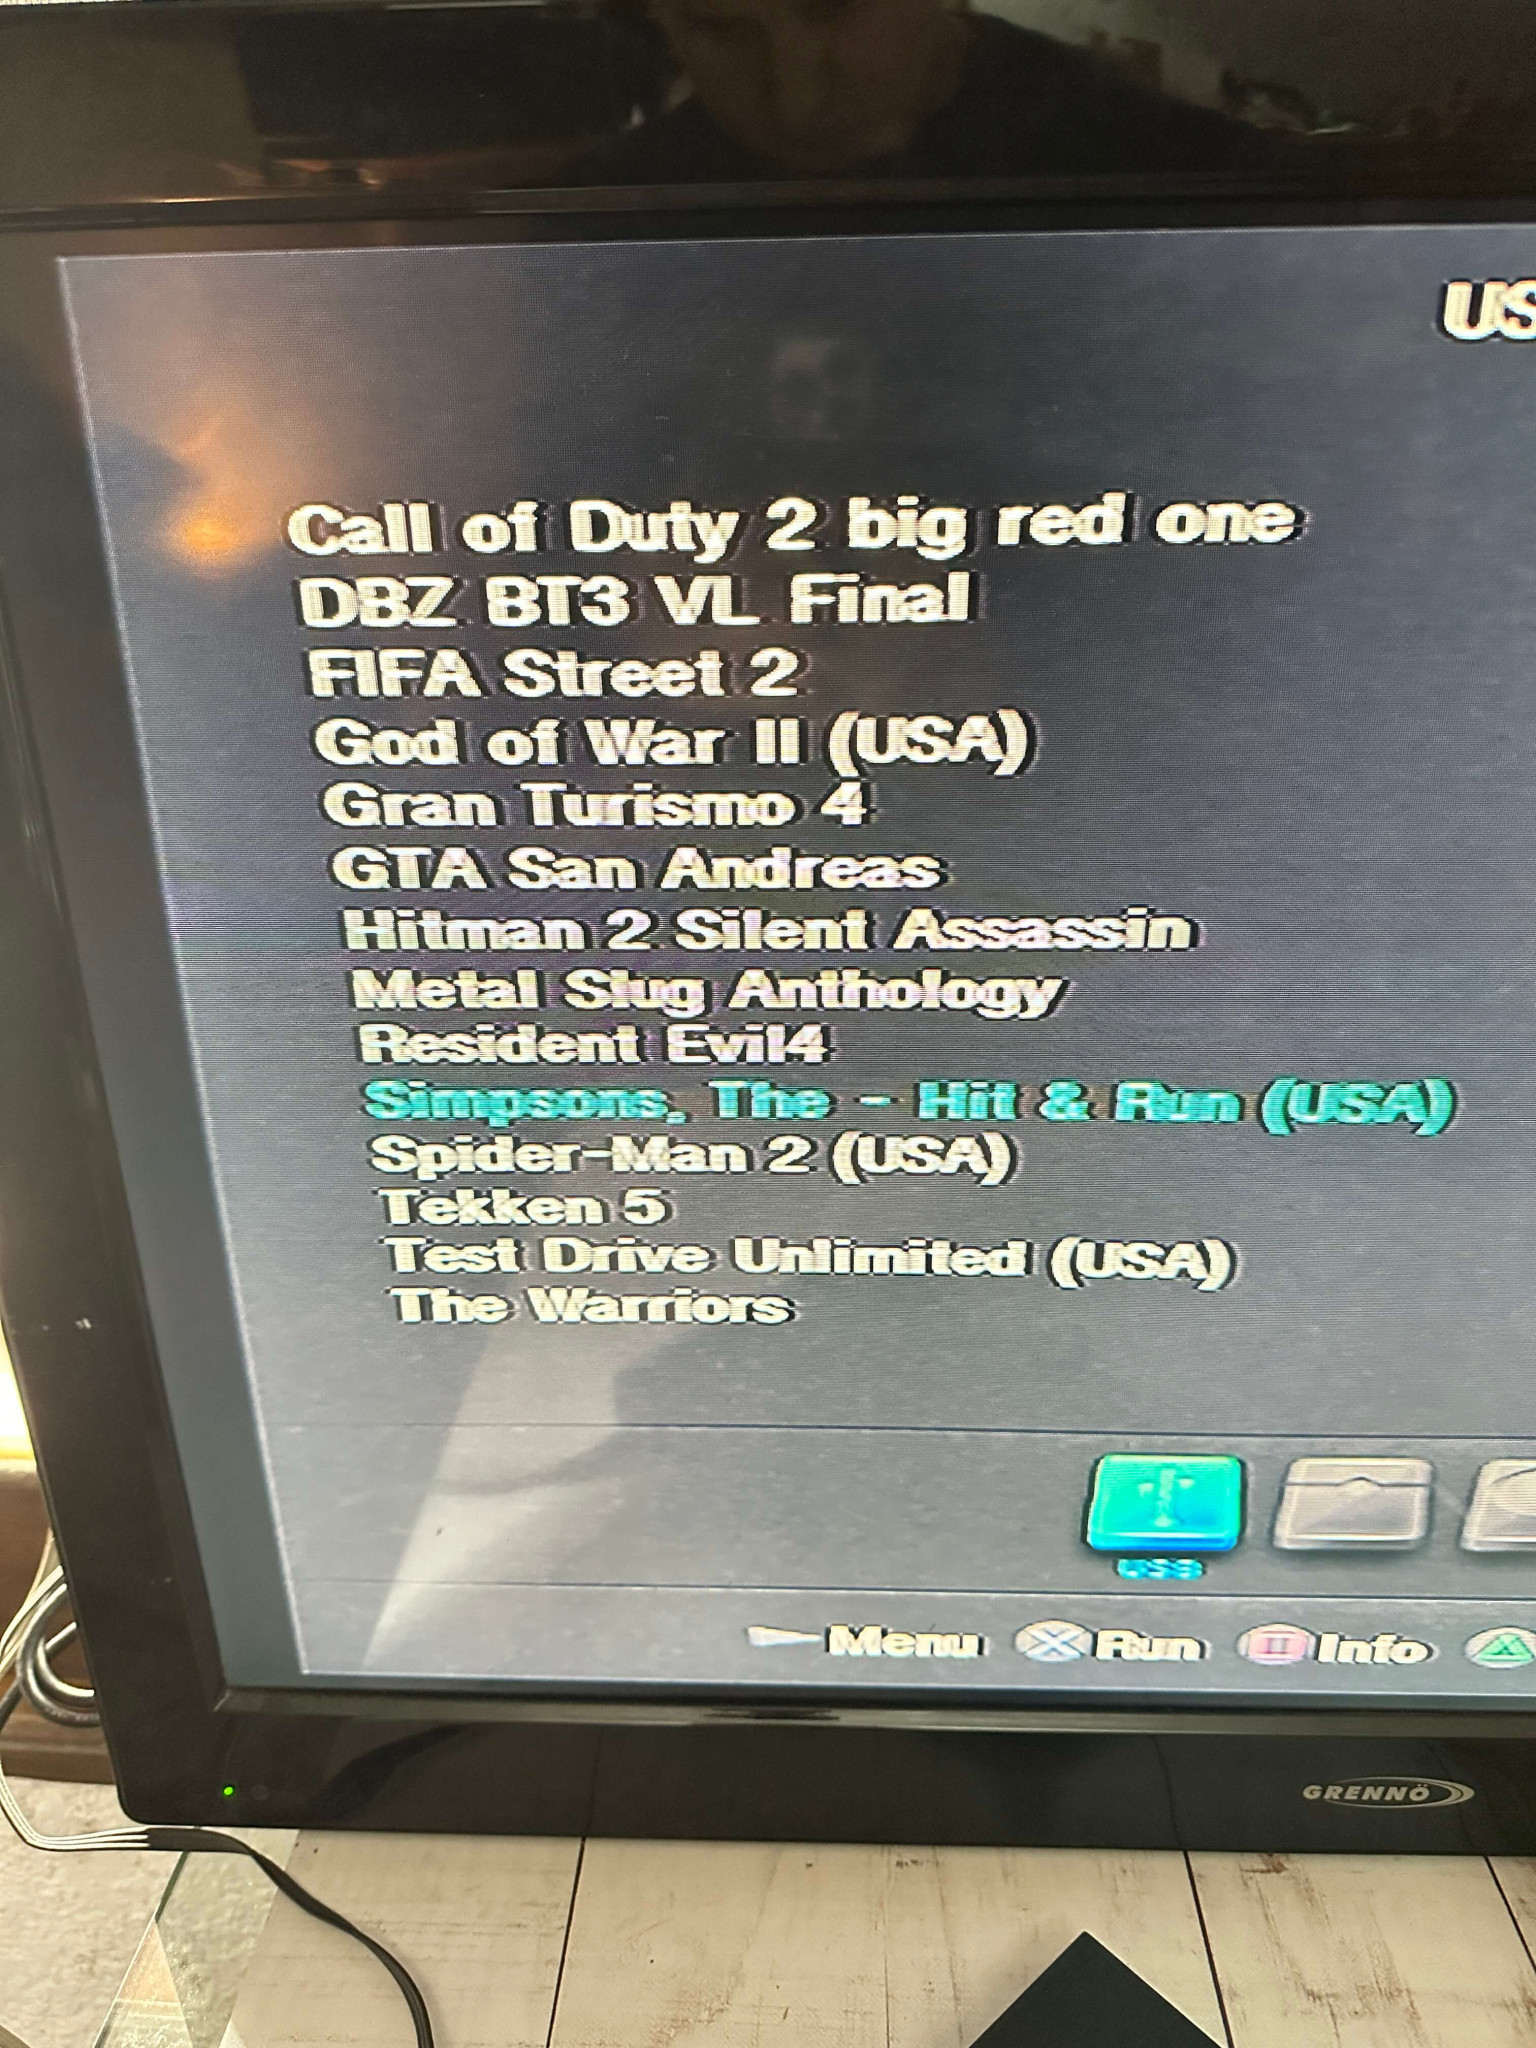 US
Call of Duty 2 big red one
DBZ BT3 VL Final
FIFA Street 2
God of War II (USA)
Gran Turismo 4
GTA San Andreas
Hitman 2 Silent Assassin
Metal Slug Anthology
Resident Evil4
Simpsons, The - Hit & Run (USA)
Spider-Man 2 (USA)
Tekken 5
Test Drive Unlimited (USA)
The Warriors
USB
Menu Run Info
GRENNÖ